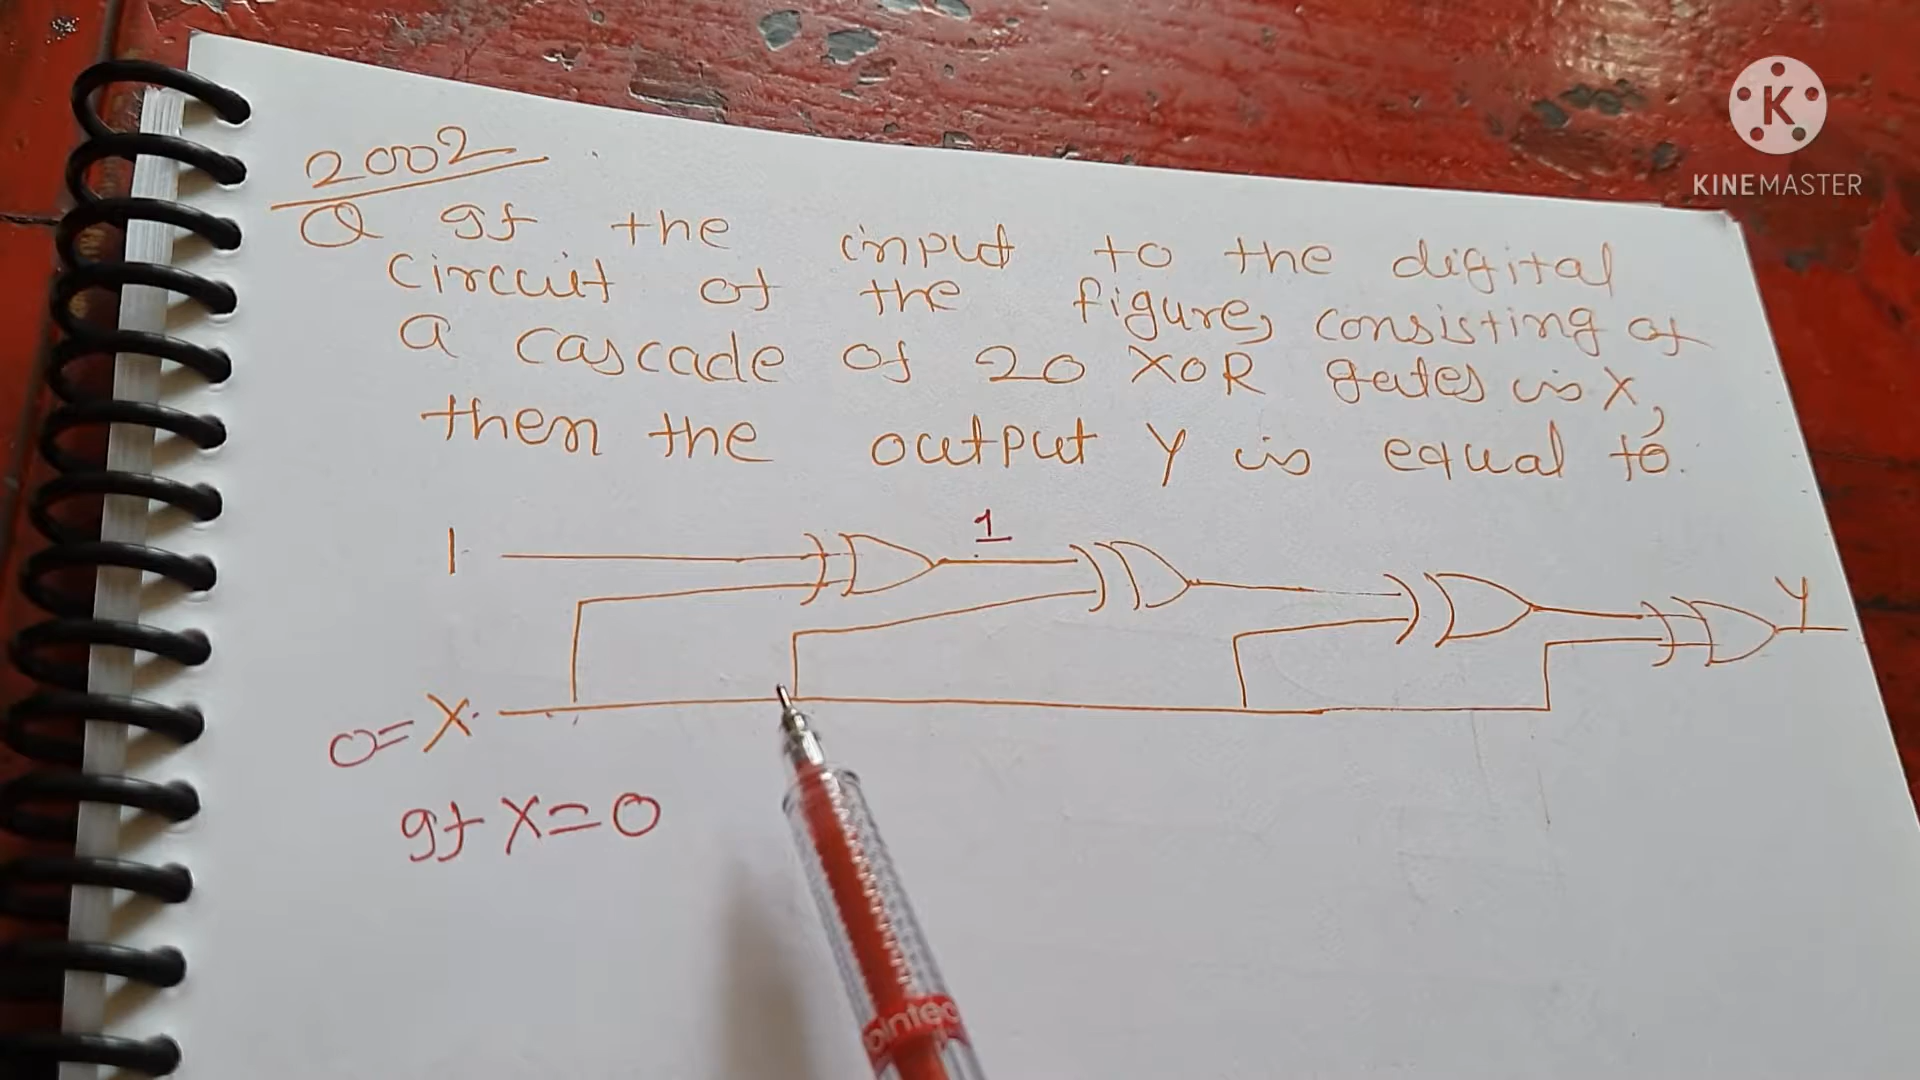 2002
Q If the input to the digital
circuit of the figure, consisting of
a cascade of 20 XOR gates is X,
then the output Y is equal to.
1
1
Y
0=X
If X=0
KINEMASTER
ointec